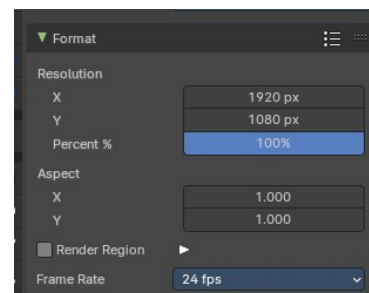 Format
Resolution
X 1920 px
Y 1080 px
Percent % 100%
Aspect
X 1.000
Y 1.000
Render Region
Frame Rate 24 fps